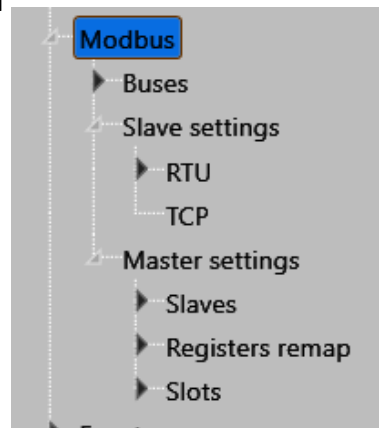 Modbus
Buses
Slave settings
RTU
TCP
Master settings
Slaves
Registers remap
Slots